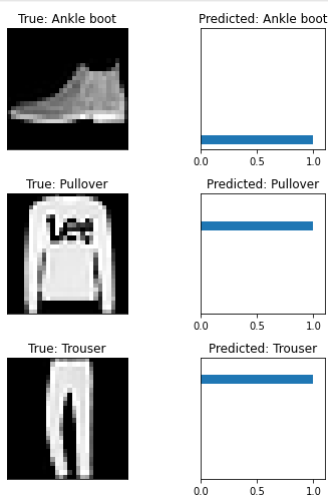 True: Ankle boot
Predicted: Ankle boot
0.0 0.5 1.0
True: Pullover
Lee
Predicted: Pullover
0.0 0.5 1.0
True: Trouser
Predicted: Trouser
0.0 0.5 1.0